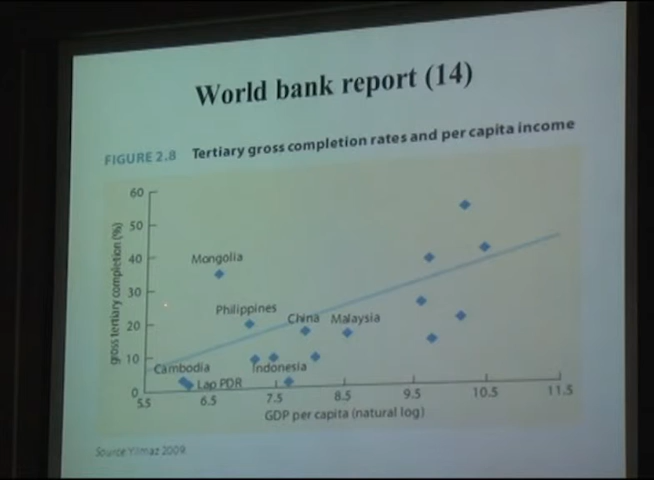 World bank report (14)
FIGURE 2.8 Tertiary gross completion rates and per capita income
gross tertiary completion (%)
60
50
40
30
20
10
0
Mongolia
Philippines
China Malaysia
Cambodia
Indonesia
Lap PDR
5.5 6.5 7.5 8.5 9.5 10.5 11.5
GDP per capita (natural log)
Source Yilmaz 2009